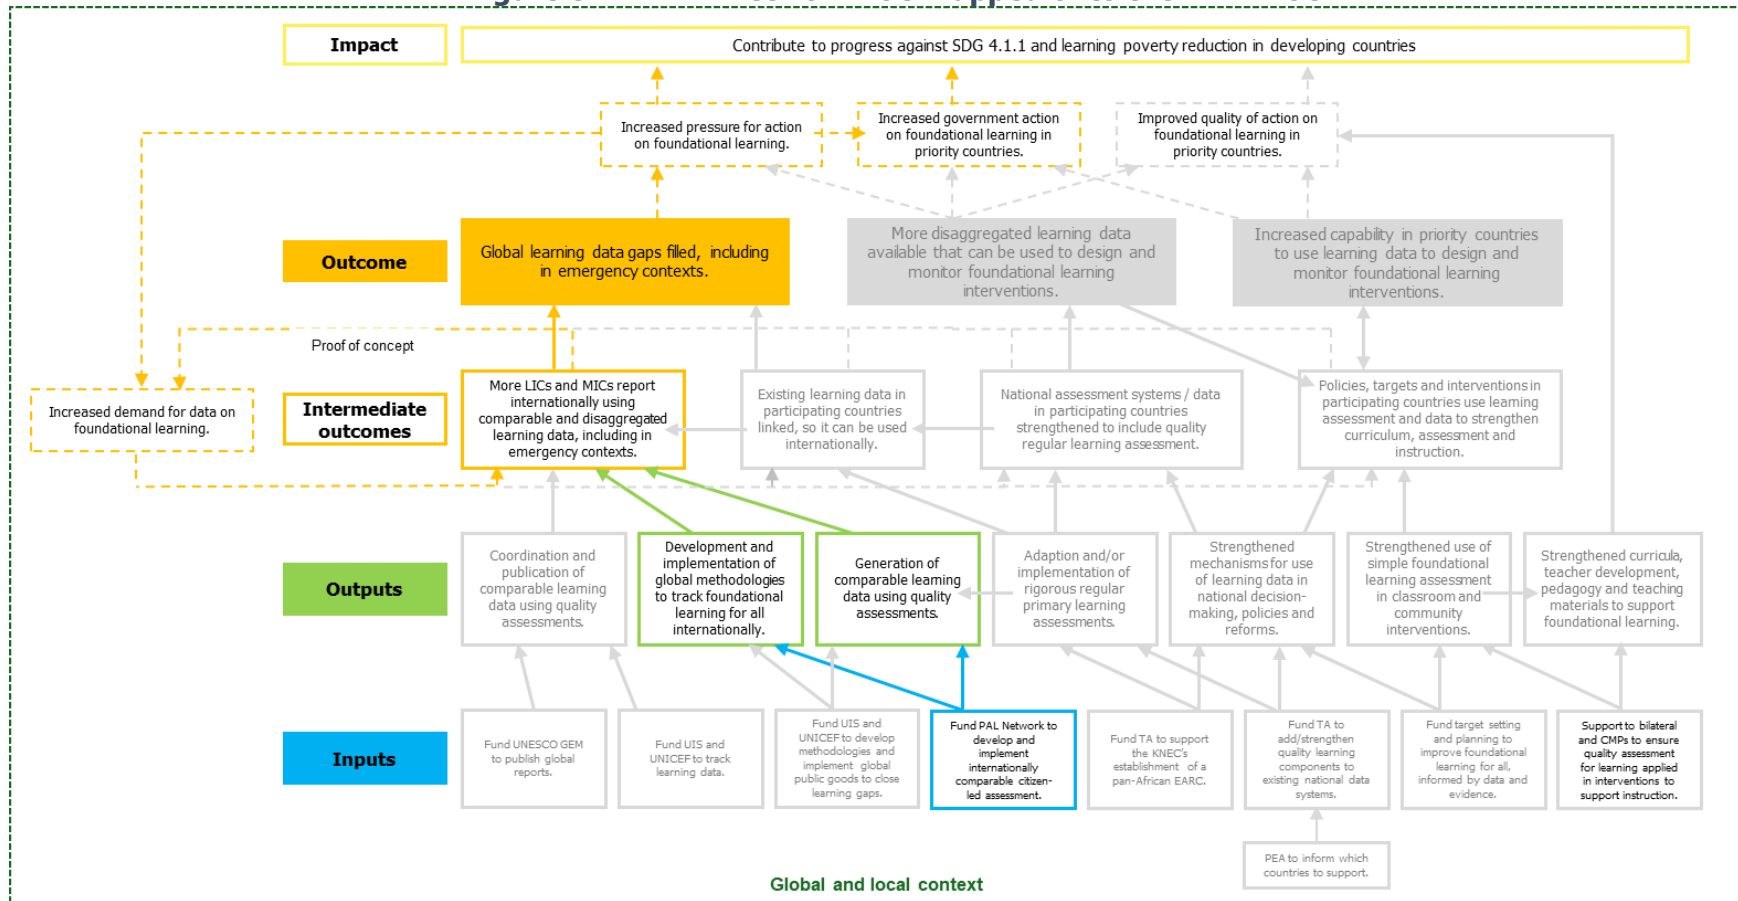 Impact
Contribute to progress against SDG 4.1.1 and learning poverty reduction in developing countries
Increased pressure for action
on foundational learning.
Increased government action
on foundational learning in
priority countries.
Improved quality of action on
foundational learning in
priority countries.
Outcome
Global learning data gaps filled, including
in emergency contexts.
More disaggregated learning data
available that can be used to design and
monitor foundational learning
interventions.
Increased capability in priority countries
to use learning data to design and
monitor foundational learning
interventions.
Proof of concept
Increased demand for data on
foundational learning.
Intermediate
outcomes
More LICs and MICs report
internationally using
comparable and disaggregated
learning data, including in
emergency contexts.
Existing learning data in
participating countries
linked, so it can be used
internationally.
National assessment systems / data
in participating countries
strengthened to include quality
regular learning assessment.
Policies, targets and interventions in
participating countries use learning
assessment and data to strengthen
curriculum, assessment and
instruction.
Outputs
Coordination and
publication of
comparable learning
data using quality
assessments.
Development and
implementation of
global methodologies
to track foundational
learning for all
internationally.
Generation of
comparable learning
data using quality
assessments.
Adaption and/or
implementation of
rigorous regular
primary learning
assessments.
Strengthened
mechanisms for use
of learning data in
national decision-
making, policies and
reforms.
Strengthened use of
simple foundational
learning assessment
in classroom and
community
interventions.
Strengthened curricula,
teacher development,
pedagogy and teaching
materials to support
foundational learning.
Inputs
Fund UNESCO GEM
to publish global
reports.
Fund UIS and
UNICEF to track
learning data.
Fund UIS and
UNICEF to develop
methodologies and
implement global
public goods to close
learning gaps.
Fund PAL Network to
develop and
implement
internationally
comparable citizen-
led assessment.
Fund TA to support
the KNEC's
establishment of a
pan-African EARC.
Fund TA to
add/strengthen
quality learning
components to
existing national data
systems.
Fund target setting
and planning to
improve foundational
learning for all,
informed by data and
evidence.
Support to bilateral
and CMPs to ensure
quality assessment
for learning applied
in interventions to
support instruction.
PEA to inform which
countries to support.
Global and local context